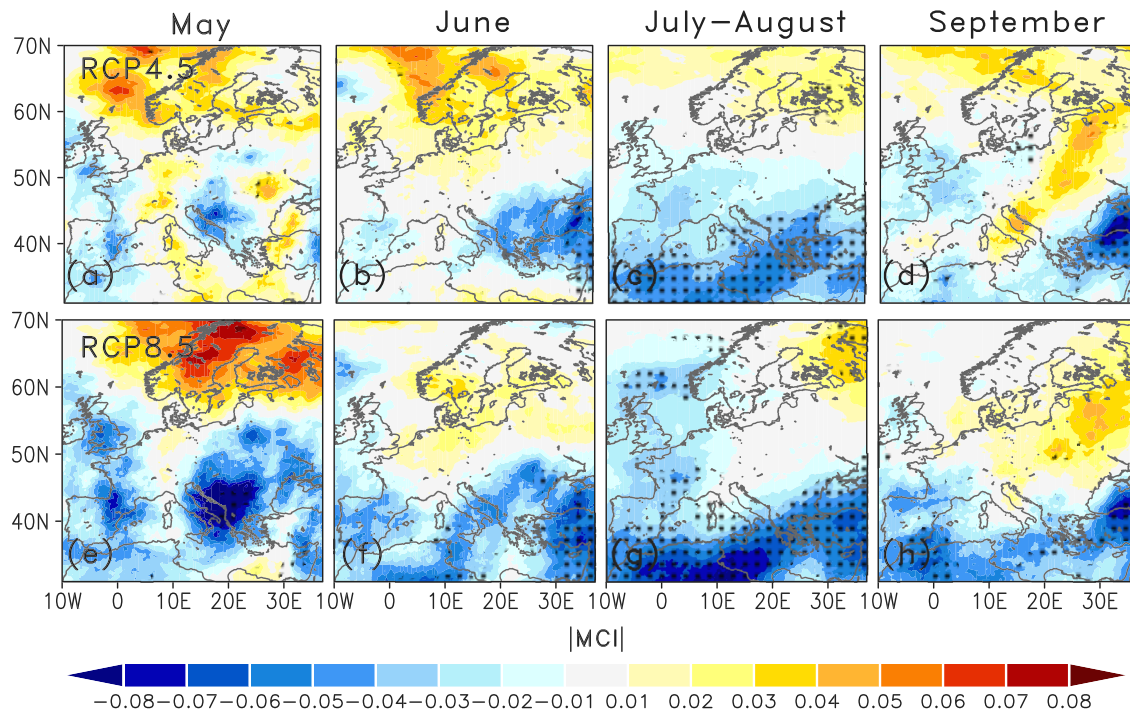 May June July–August September
70N RCP4.5
60N
50N
40N
(a) (b) (c) (d)
70N RCP8.5
60N
50N
40N
(e) (f) (g) (h)
10W 0 10E 20E 30E 10W 0 10E 20E 30E 10W 0 10E 20E 30E 10W 0 10E 20E 30E
|MCI|
−0.08 −0.07 −0.06 −0.05 −0.04 −0.03 −0.02 −0.01 0.01 0.02 0.03 0.04 0.05 0.06 0.07 0.08